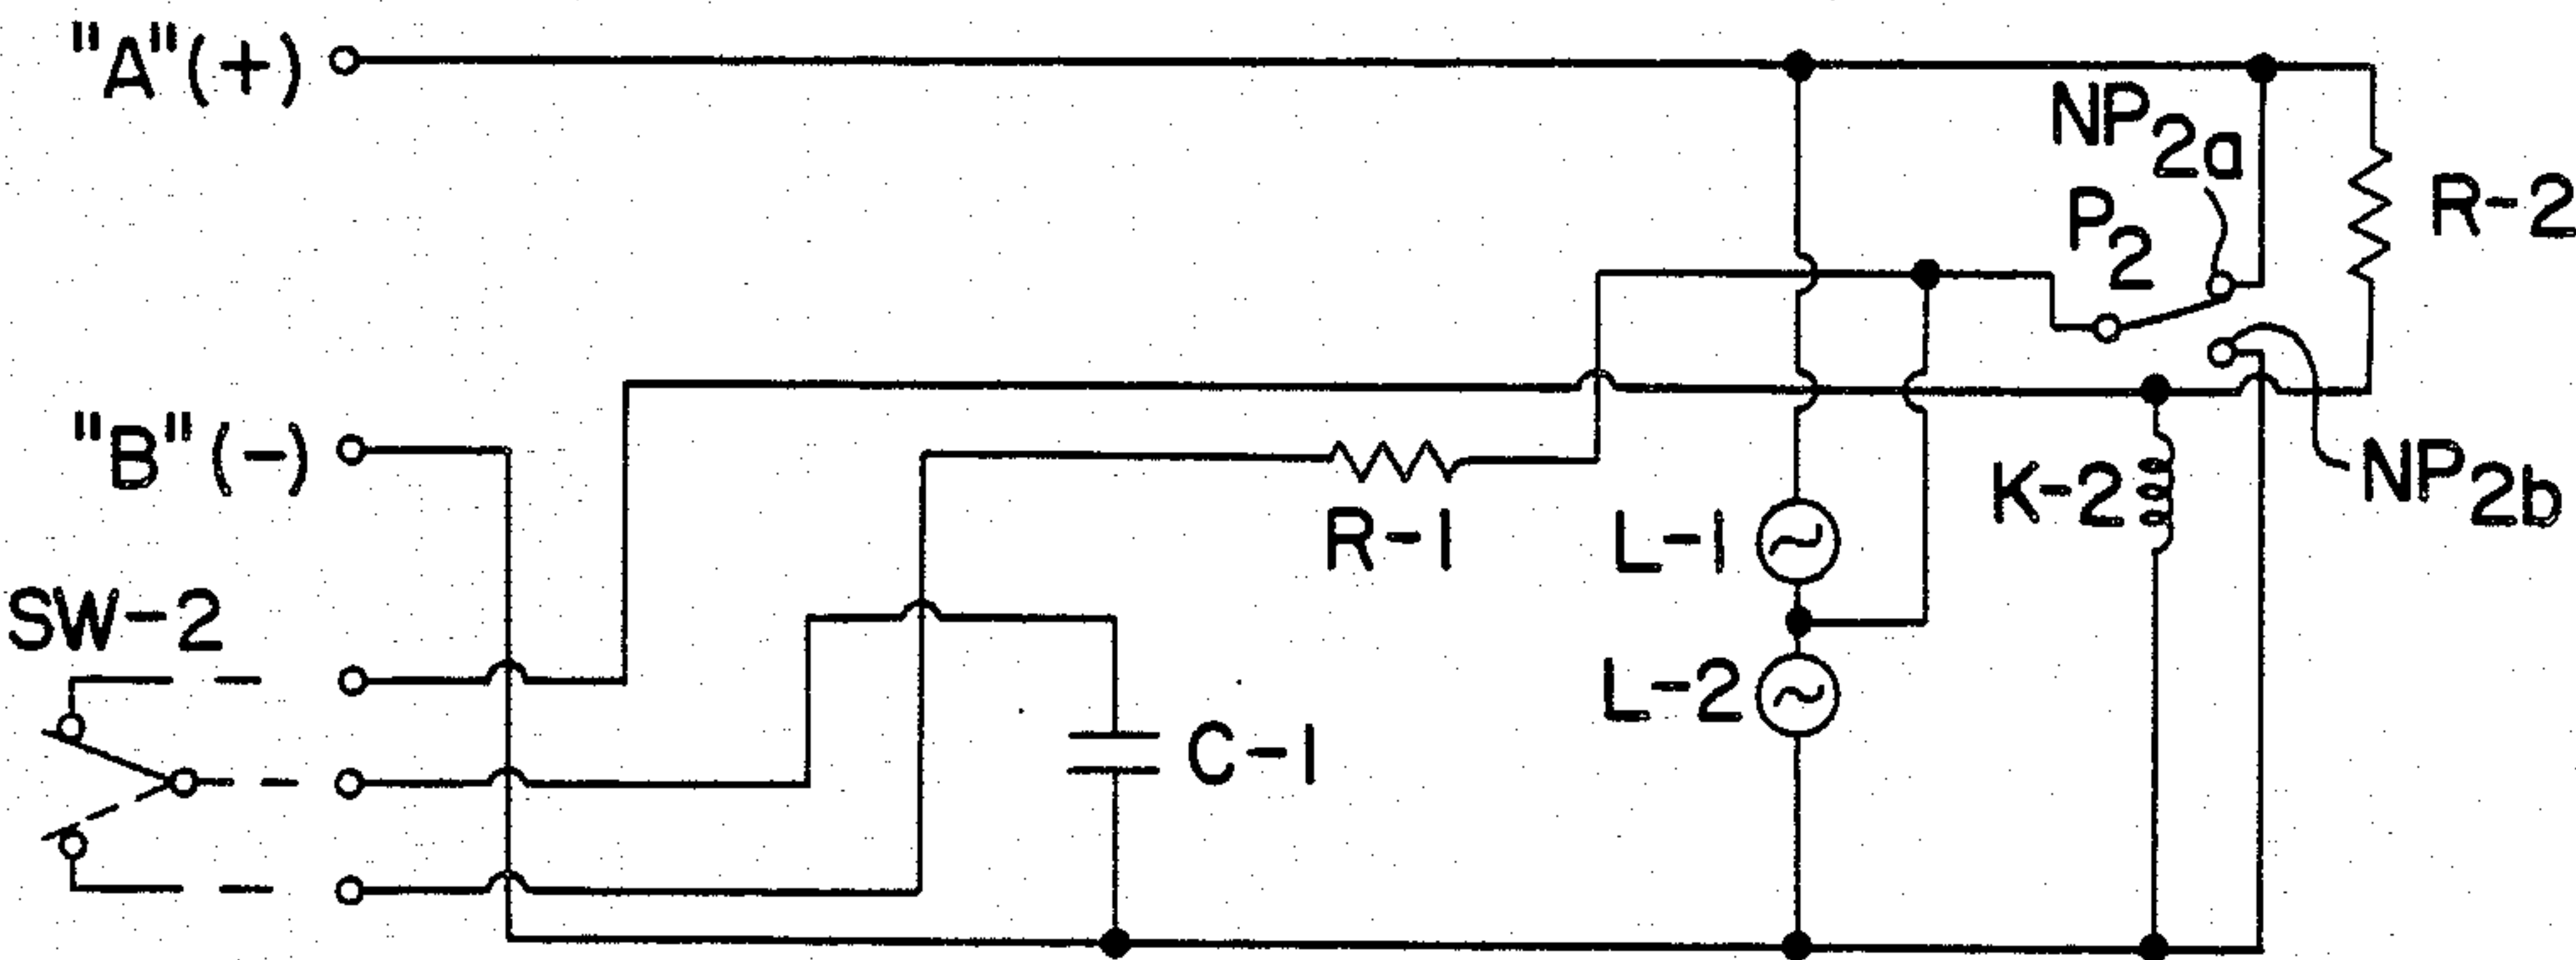 "A"(+)
NP2a
P2
R-2
"B"(-)
R-1
L-1
K-2
NP2b
SW-2
L-2
C-1